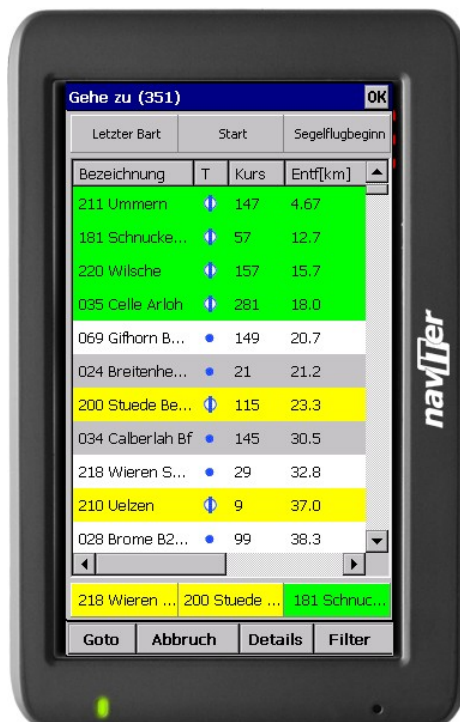 Gehe zu (351) OK
Letzter Bart Start Segelflugbeginn
Bezeichnung T Kurs Entf[km]
211 Ummern 147 4.67
181 Schnucke... 57 12.7
220 Wilsche 157 15.7
035 Celle Arloh 281 18.0
069 Gifhorn B... 149 20.7
024 Breitenhe... 21 21.2
200 Stuede Be... 115 23.3
034 Calberlah Bf 145 30.5
218 Wieren S... 29 32.8
210 Uelzen 9 37.0
028 Brome B2... 99 38.3
218 Wieren ... 200 Stuede ... 181 Schnuc...
Goto Abbruch Details Filter
naviter